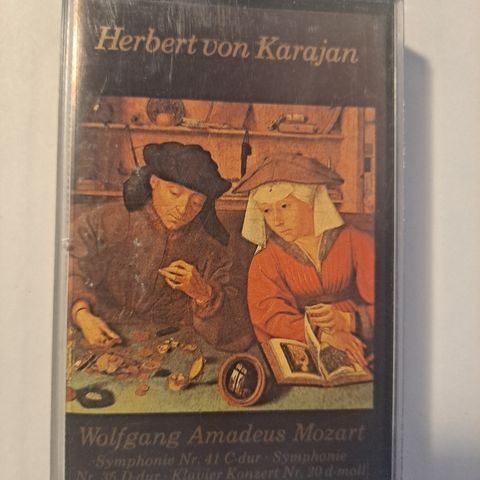 Herbert von Karajan
Wolfgang Amadeus Mozart
Symphonie Nr. 41 C-dur · Symphonie
Nr. 35 D-dur · Klavier Konzert Nr. 20 d-moll